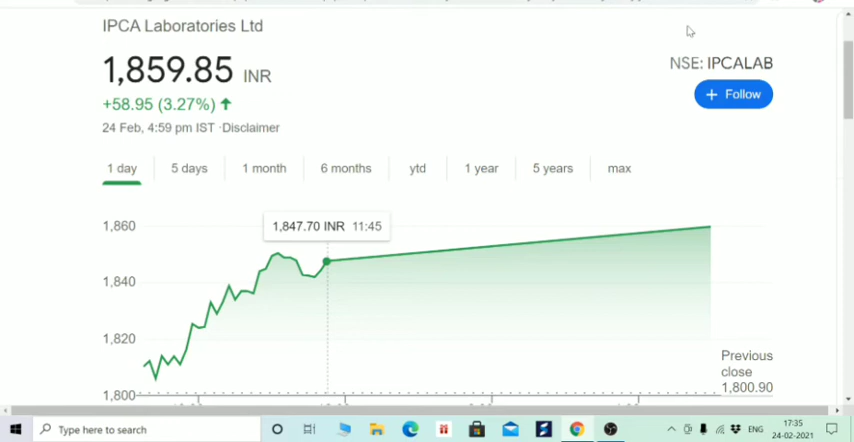 IPCA Laboratories Ltd
1,859.85 INR
NSE: IPCALAB
+58.95 (3.27%)
+ Follow
24 Feb, 4:59 pm IST · Disclaimer
1 day 5 days 1 month 6 months ytd 1 year 5 years max
1,847.70 INR 11:45
1,860
1,840
1,820
1,800
Previous
close
1,800.90
Type here to search
ENG
17:35
24-02-2021